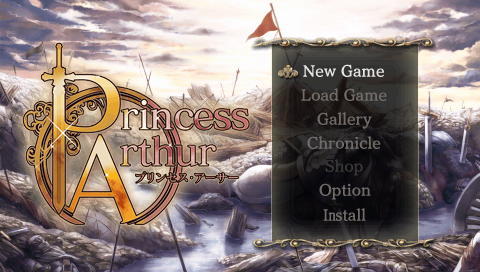 Princess
Arthur
プリンセス・アーサー
New Game
Load Game
Gallery
Chronicle
Shop
Option
Install